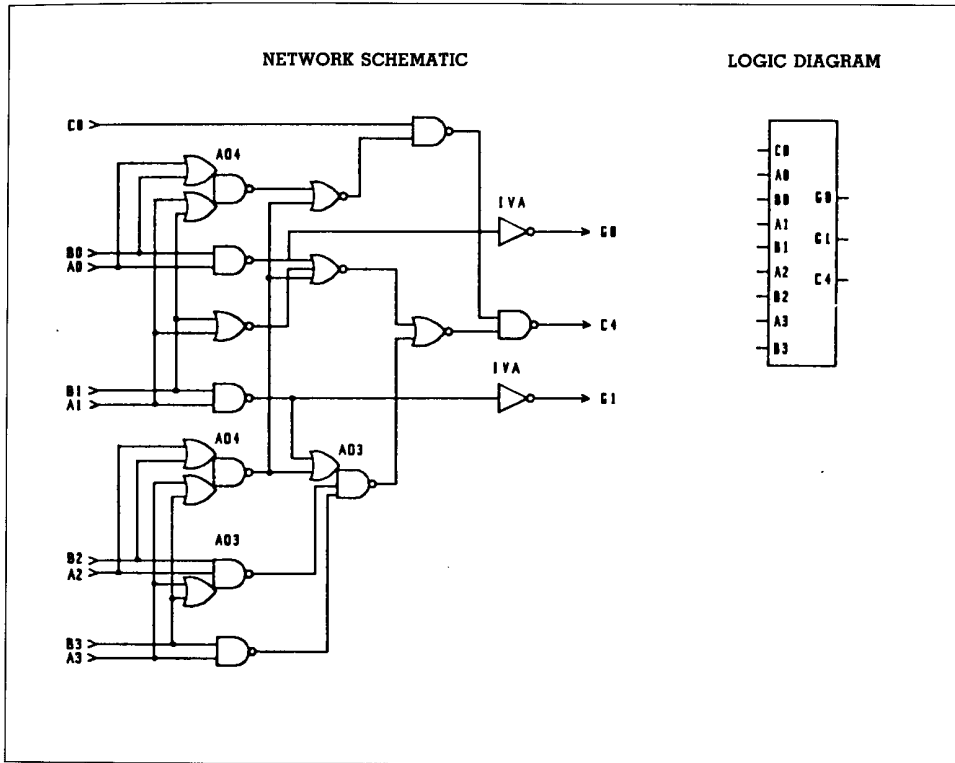 NETWORK SCHEMATIC
LOGIC DIAGRAM
C0
AO4
B0
A0
B1
A1
AO4
AO3
B2
A2
B3
A3
AO3
IVA
G0
C4
IVA
G1
C0
A0
B0
A1
B1
A2
B2
A3
B3
G0
G1
C4